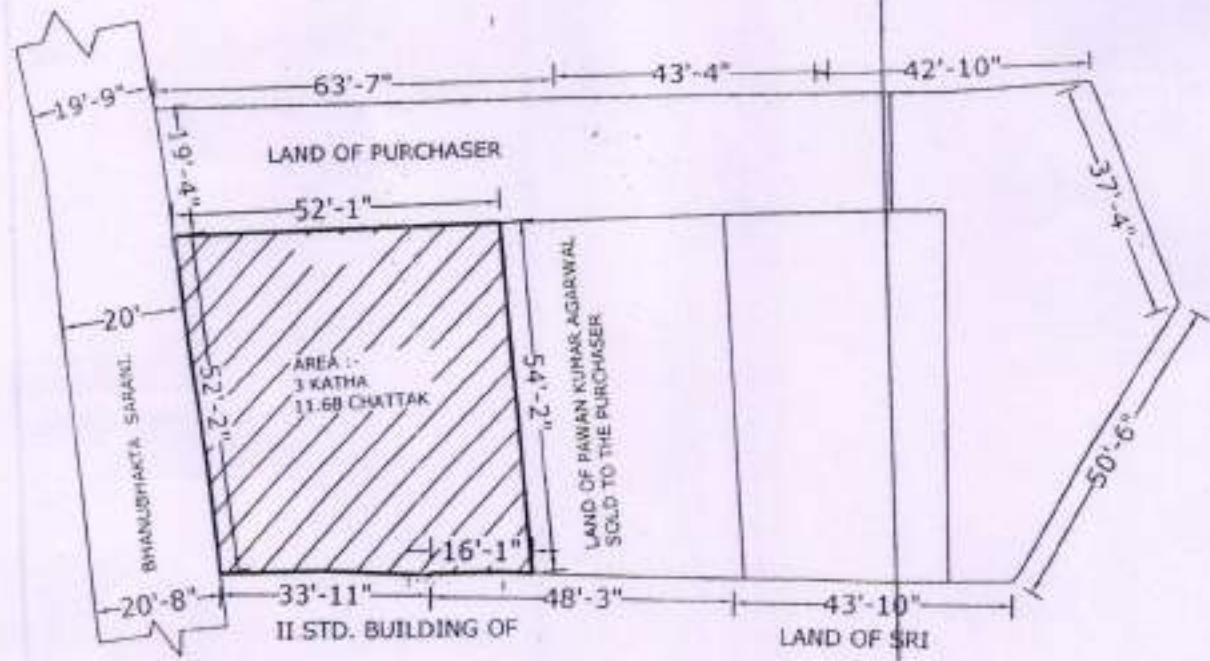 63'-7"
43'-4"
42'-10"
19'-9"
19'-4"
LAND OF PURCHASER
37'-4"
52'-1"
20'
BHANUBHAKTA SARANI.
52'-2"
AREA :-
3 KATHA
11.68 CHATTAK
54'-2"
LAND OF PAWAN KUMAR AGARWAL
SOLD TO THE PURCHASER
50'-6"
16'-1"
20'-8"
33'-11"
48'-3"
43'-10"
II STD. BUILDING OF
LAND OF SRI